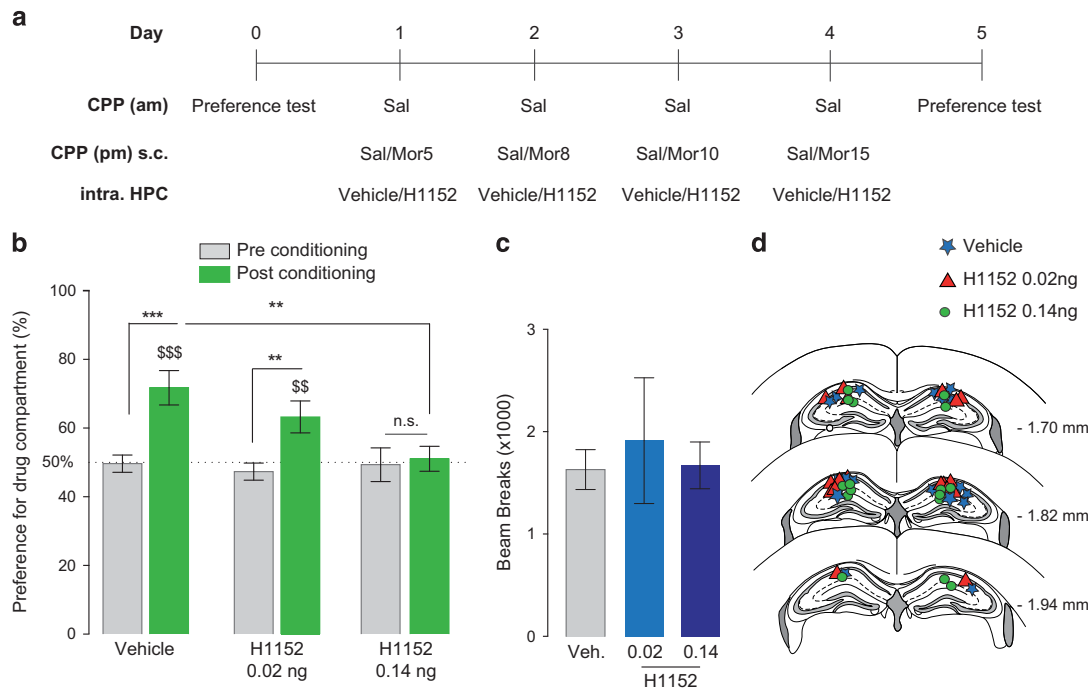 a
Day 0 1 2 3 4 5
CPP (am) Preference test Sal Sal Sal Sal Preference test
CPP (pm) s.c. Sal/Mor5 Sal/Mor8 Sal/Mor10 Sal/Mor15
intra. HPC Vehicle/H1152 Vehicle/H1152 Vehicle/H1152 Vehicle/H1152
b
Pre conditioning
Post conditioning
Preference for drug compartment (%)
100
80
60
50%
40
20
0
***
$$$
**
**
$$
n.s.
Vehicle
H1152
0.02 ng
H1152
0.14 ng
c
Beam Breaks (x1000)
3
2
1
0
Veh. 0.02 0.14
H1152
d
Vehicle
H1152 0.02ng
H1152 0.14ng
- 1.70 mm
- 1.82 mm
- 1.94 mm